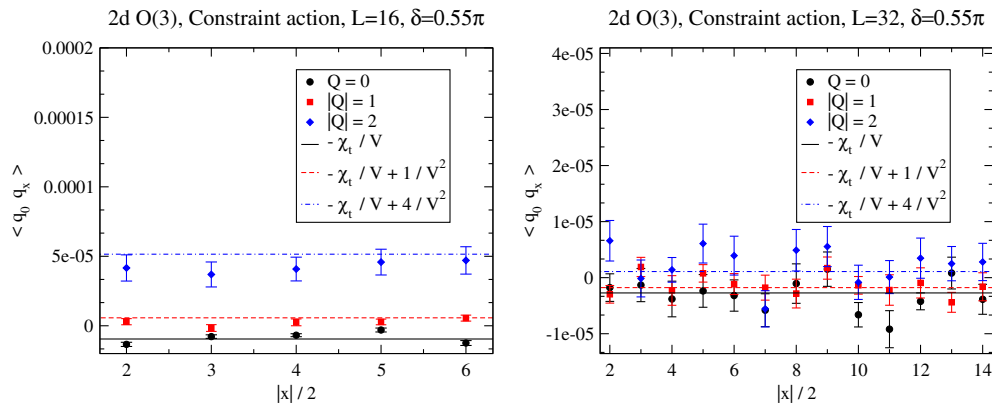 2d O(3), Constraint action, L=16, δ=0.55π
0.0002
0.00015
0.0001
5e-05
0
< q₀ qₓ >
Q = 0
|Q| = 1
|Q| = 2
- χₜ / V
- χₜ / V + 1 / V²
- χₜ / V + 4 / V²
2 3 4 5 6
|x| / 2
2d O(3), Constraint action, L=32, δ=0.55π
4e-05
3e-05
2e-05
1e-05
0
-1e-05
< q₀ qₓ >
Q = 0
|Q| = 1
|Q| = 2
- χₜ / V
- χₜ / V + 1 / V²
- χₜ / V + 4 / V²
2 4 6 8 10 12 14
|x| / 2